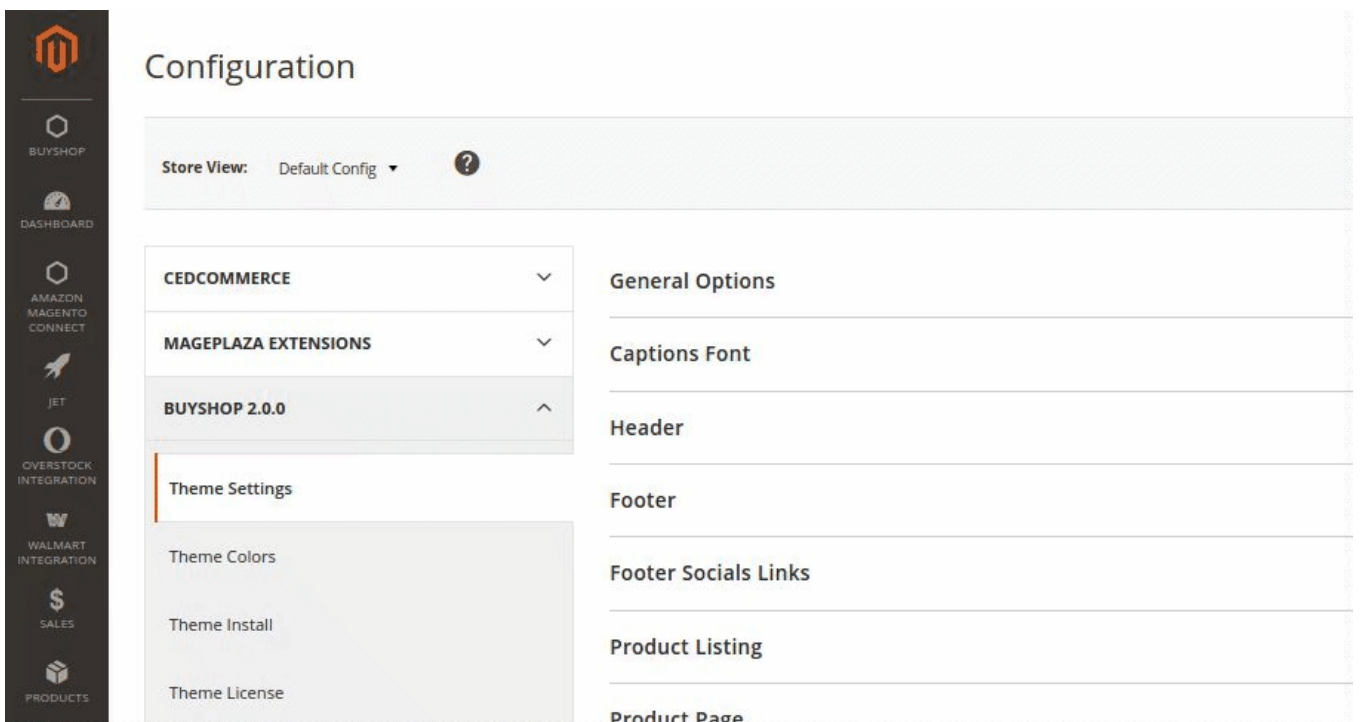 Configuration
Store View: Default Config ?
BUYSHOP
DASHBOARD
AMAZON
MAGENTO
CONNECT
JET
OVERSTOCK
INTEGRATION
WALMART
INTEGRATION
$
SALES
PRODUCTS
CEDCOMMERCE
MAGEPLAZA EXTENSIONS
BUYSHOP 2.0.0
Theme Settings
Theme Colors
Theme Install
Theme License
General Options
Captions Font
Header
Footer
Footer Socials Links
Product Listing
Product Page